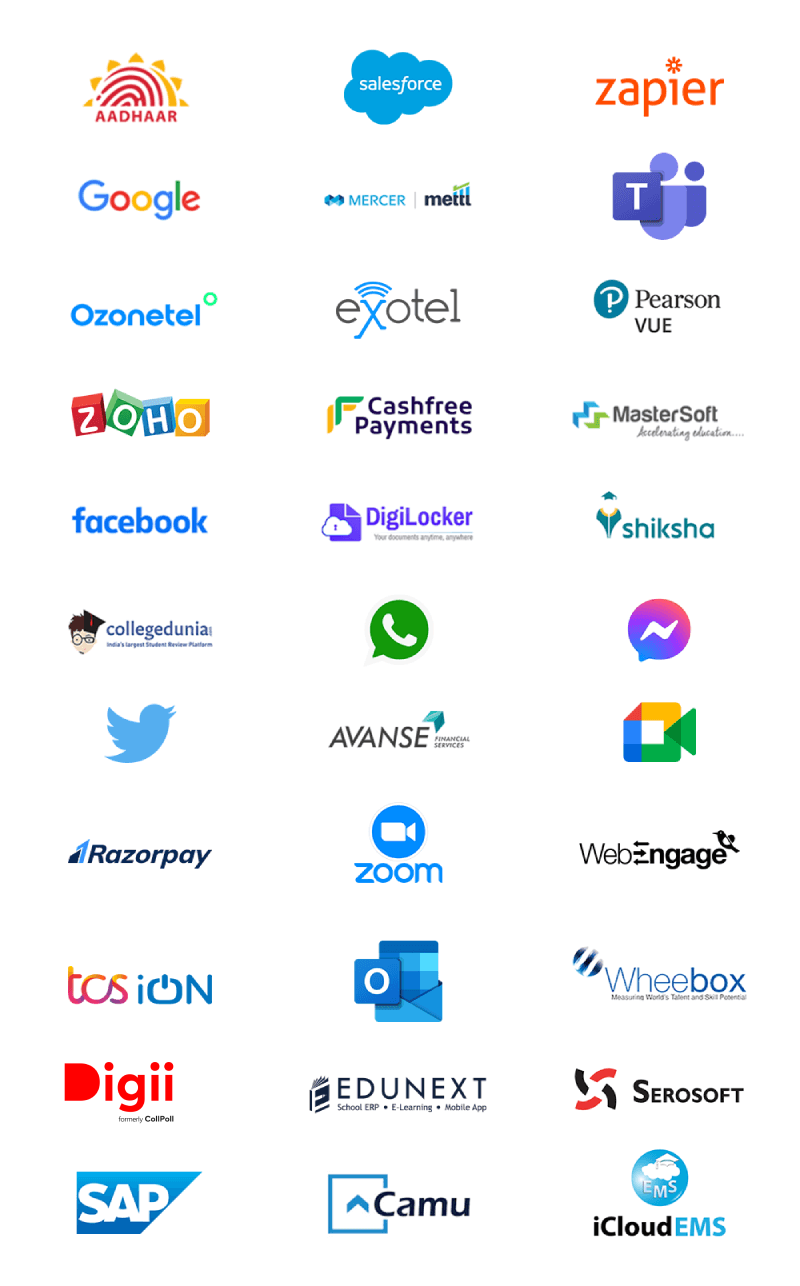 AADHAAR
salesforce
zapier
Google
MERCER | mettl
T
Ozonetel
exotel
Pearson
VUE
ZOHO
Cashfree
Payments
MasterSoft
Accelerating education....
facebook
DigiLocker
Your documents anytime, anywhere
shiksha
collegedunia
India's largest Student Review Platform
AVANSE FINANCIAL
SERVICES
Razorpay
zoom
WebEngage
tcs iON
O
Wheebox
Measuring World's Talent and Skill Potential
Digii
formerly CollPoll
EDUNEXT
School ERP • E-Learning • Mobile App
SEROSOFT
SAP
Camu
EMS
iCloudEMS